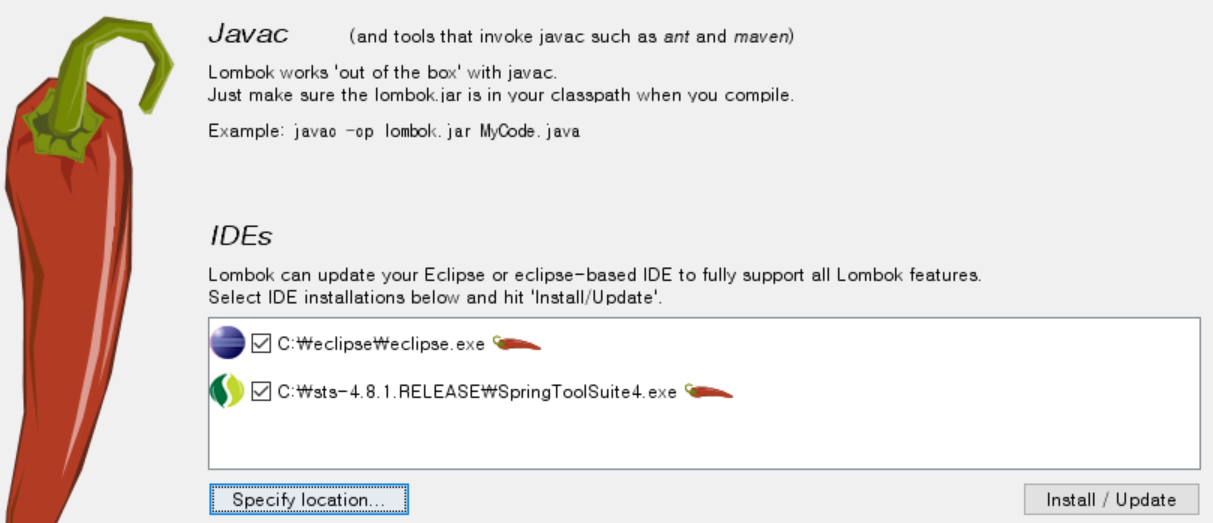 Javac (and tools that invoke javac such as ant and maven)
Lombok works 'out of the box' with javac.
Just make sure the lombok.jar is in your classpath when you compile.
Example: javac -cp lombok.jar MyCode.java
IDEs
Lombok can update your Eclipse or eclipse-based IDE to fully support all Lombok features.
Select IDE installations below and hit 'Install/Update'.
C:₩eclipse₩eclipse.exe
C:₩sts-4.8.1.RELEASE₩SpringToolSuite4.exe
Specify location... Install / Update